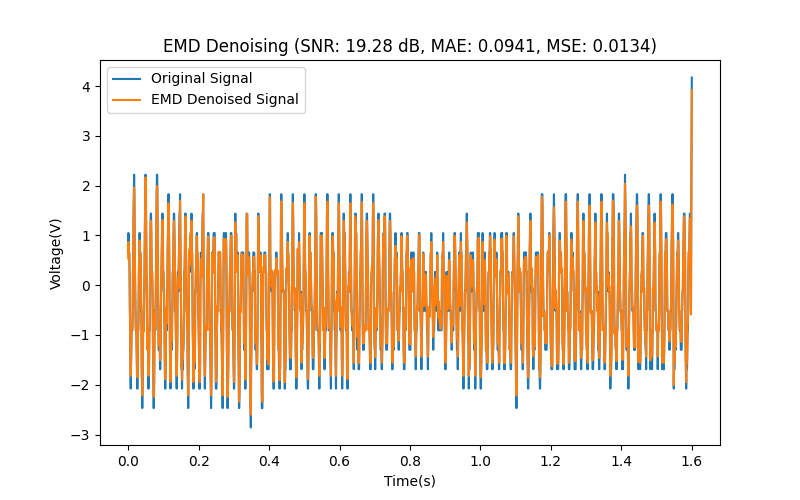 EMD Denoising (SNR: 19.28 dB, MAE: 0.0941, MSE: 0.0134)
Original Signal
EMD Denoised Signal
4
3
2
1
0
−1
−2
−3
Voltage(V)
0.0 0.2 0.4 0.6 0.8 1.0 1.2 1.4 1.6
Time(s)